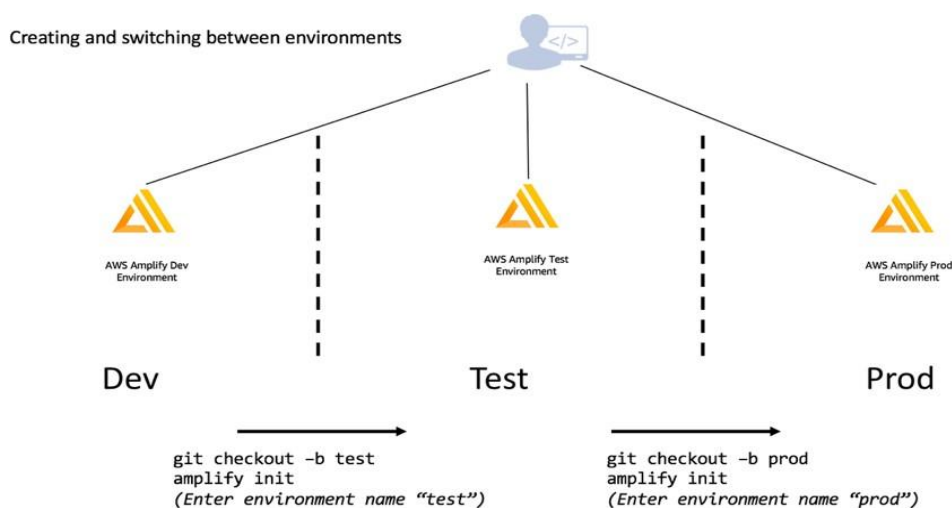 Creating and switching between environments
</>
AWS Amplify Dev
Environment
AWS Amplify Test
Environment
AWS Amplify Prod
Environment
Dev
Test
Prod
git checkout –b test
amplify init
(Enter environment name “test”)
git checkout –b prod
amplify init
(Enter environment name “prod”)